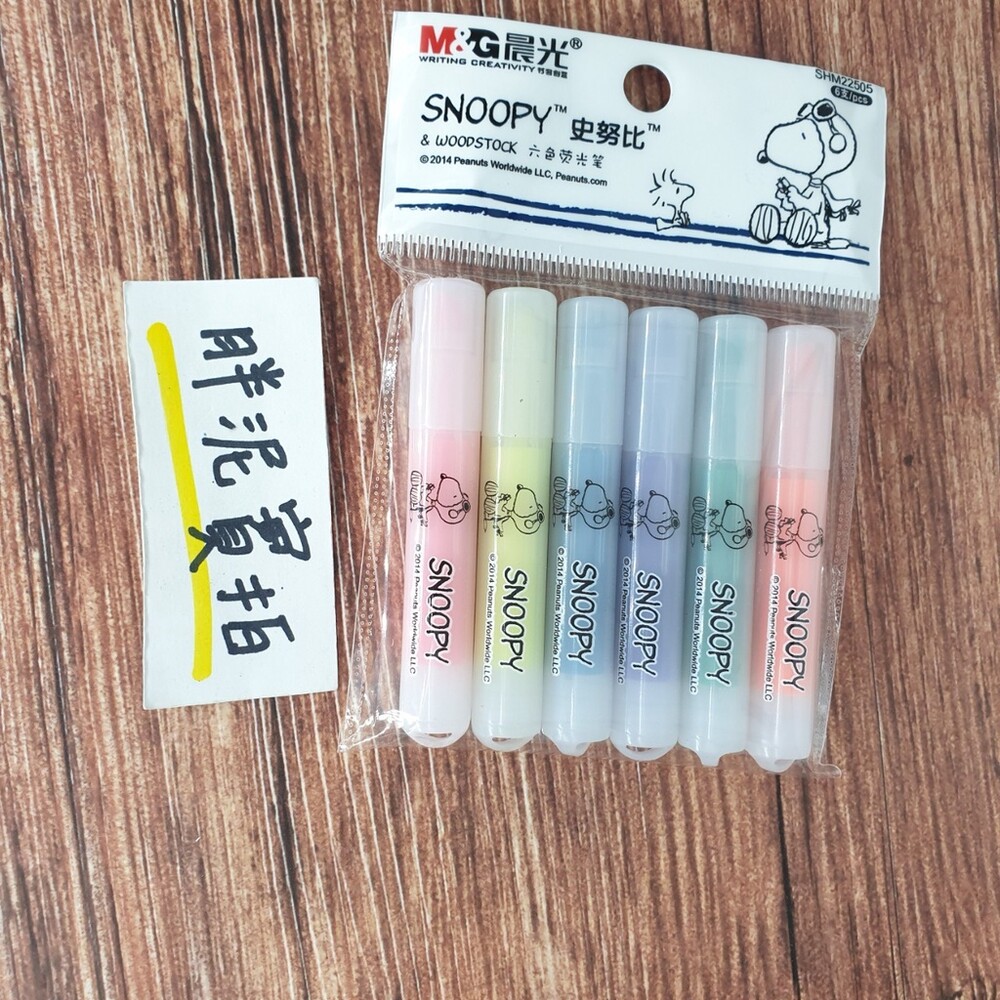 胖泥實拍
M&G晨光®
WRITING CREATIVITY
SHM22505
6支/pcs
SNOOPY™ 史努比™
& WOODSTOCK 六色荧光笔
© 2014 Peanuts Worldwide LLC, Peanuts.com
SNOOPY
© 2014 Peanuts Worldwide LLC
SNOOPY
© 2014 Peanuts Worldwide LLC
SNOOPY
© 2014 Peanuts Worldwide LLC
SNOOPY
© 2014 Peanuts Worldwide LLC
SNOOPY
© 2014 Peanuts Worldwide LLC
SNOOPY
© 2014 Peanuts Worldwide LLC